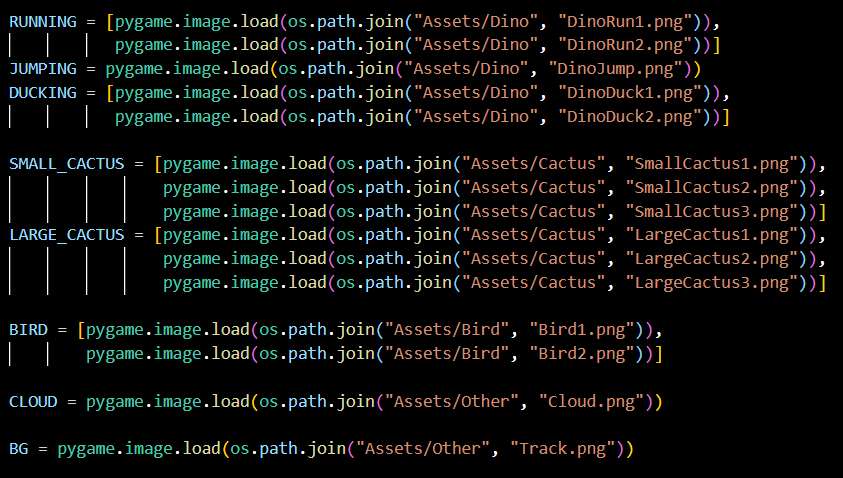 RUNNING = [pygame.image.load(os.path.join("Assets/Dino", "DinoRun1.png")),
           pygame.image.load(os.path.join("Assets/Dino", "DinoRun2.png"))]
JUMPING = pygame.image.load(os.path.join("Assets/Dino", "DinoJump.png"))
DUCKING = [pygame.image.load(os.path.join("Assets/Dino", "DinoDuck1.png")),
           pygame.image.load(os.path.join("Assets/Dino", "DinoDuck2.png"))]

SMALL_CACTUS = [pygame.image.load(os.path.join("Assets/Cactus", "SmallCactus1.png")),
                pygame.image.load(os.path.join("Assets/Cactus", "SmallCactus2.png")),
                pygame.image.load(os.path.join("Assets/Cactus", "SmallCactus3.png"))]
LARGE_CACTUS = [pygame.image.load(os.path.join("Assets/Cactus", "LargeCactus1.png")),
                pygame.image.load(os.path.join("Assets/Cactus", "LargeCactus2.png")),
                pygame.image.load(os.path.join("Assets/Cactus", "LargeCactus3.png"))]

BIRD = [pygame.image.load(os.path.join("Assets/Bird", "Bird1.png")),
        pygame.image.load(os.path.join("Assets/Bird", "Bird2.png"))]

CLOUD = pygame.image.load(os.path.join("Assets/Other", "Cloud.png"))

BG = pygame.image.load(os.path.join("Assets/Other", "Track.png"))